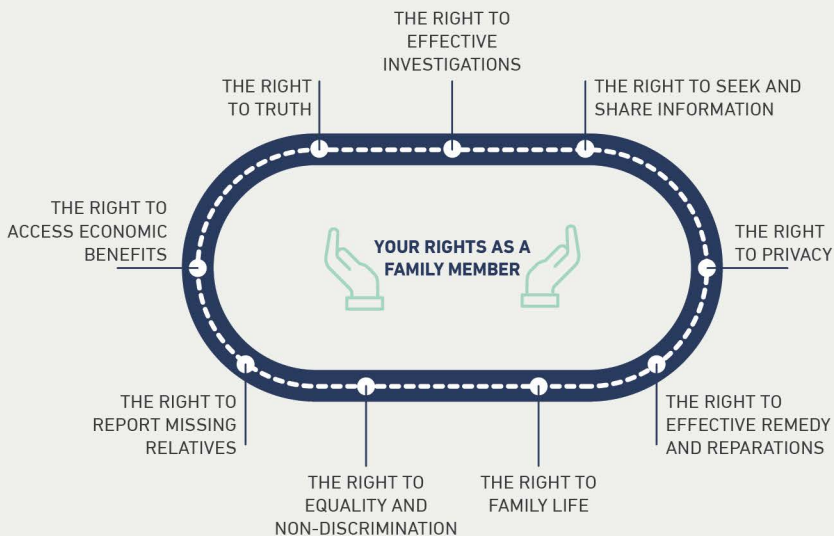 THE RIGHT TO
EFFECTIVE
INVESTIGATIONS
THE RIGHT
TO TRUTH
THE RIGHT TO SEEK AND
SHARE INFORMATION
THE RIGHT TO
ACCESS ECONOMIC
BENEFITS
YOUR RIGHTS AS A
FAMILY MEMBER
THE RIGHT
TO PRIVACY
THE RIGHT TO
REPORT MISSING
RELATIVES
THE RIGHT TO
EQUALITY AND
NON-DISCRIMINATION
THE RIGHT TO
FAMILY LIFE
THE RIGHT TO
EFFECTIVE REMEDY
AND REPARATIONS